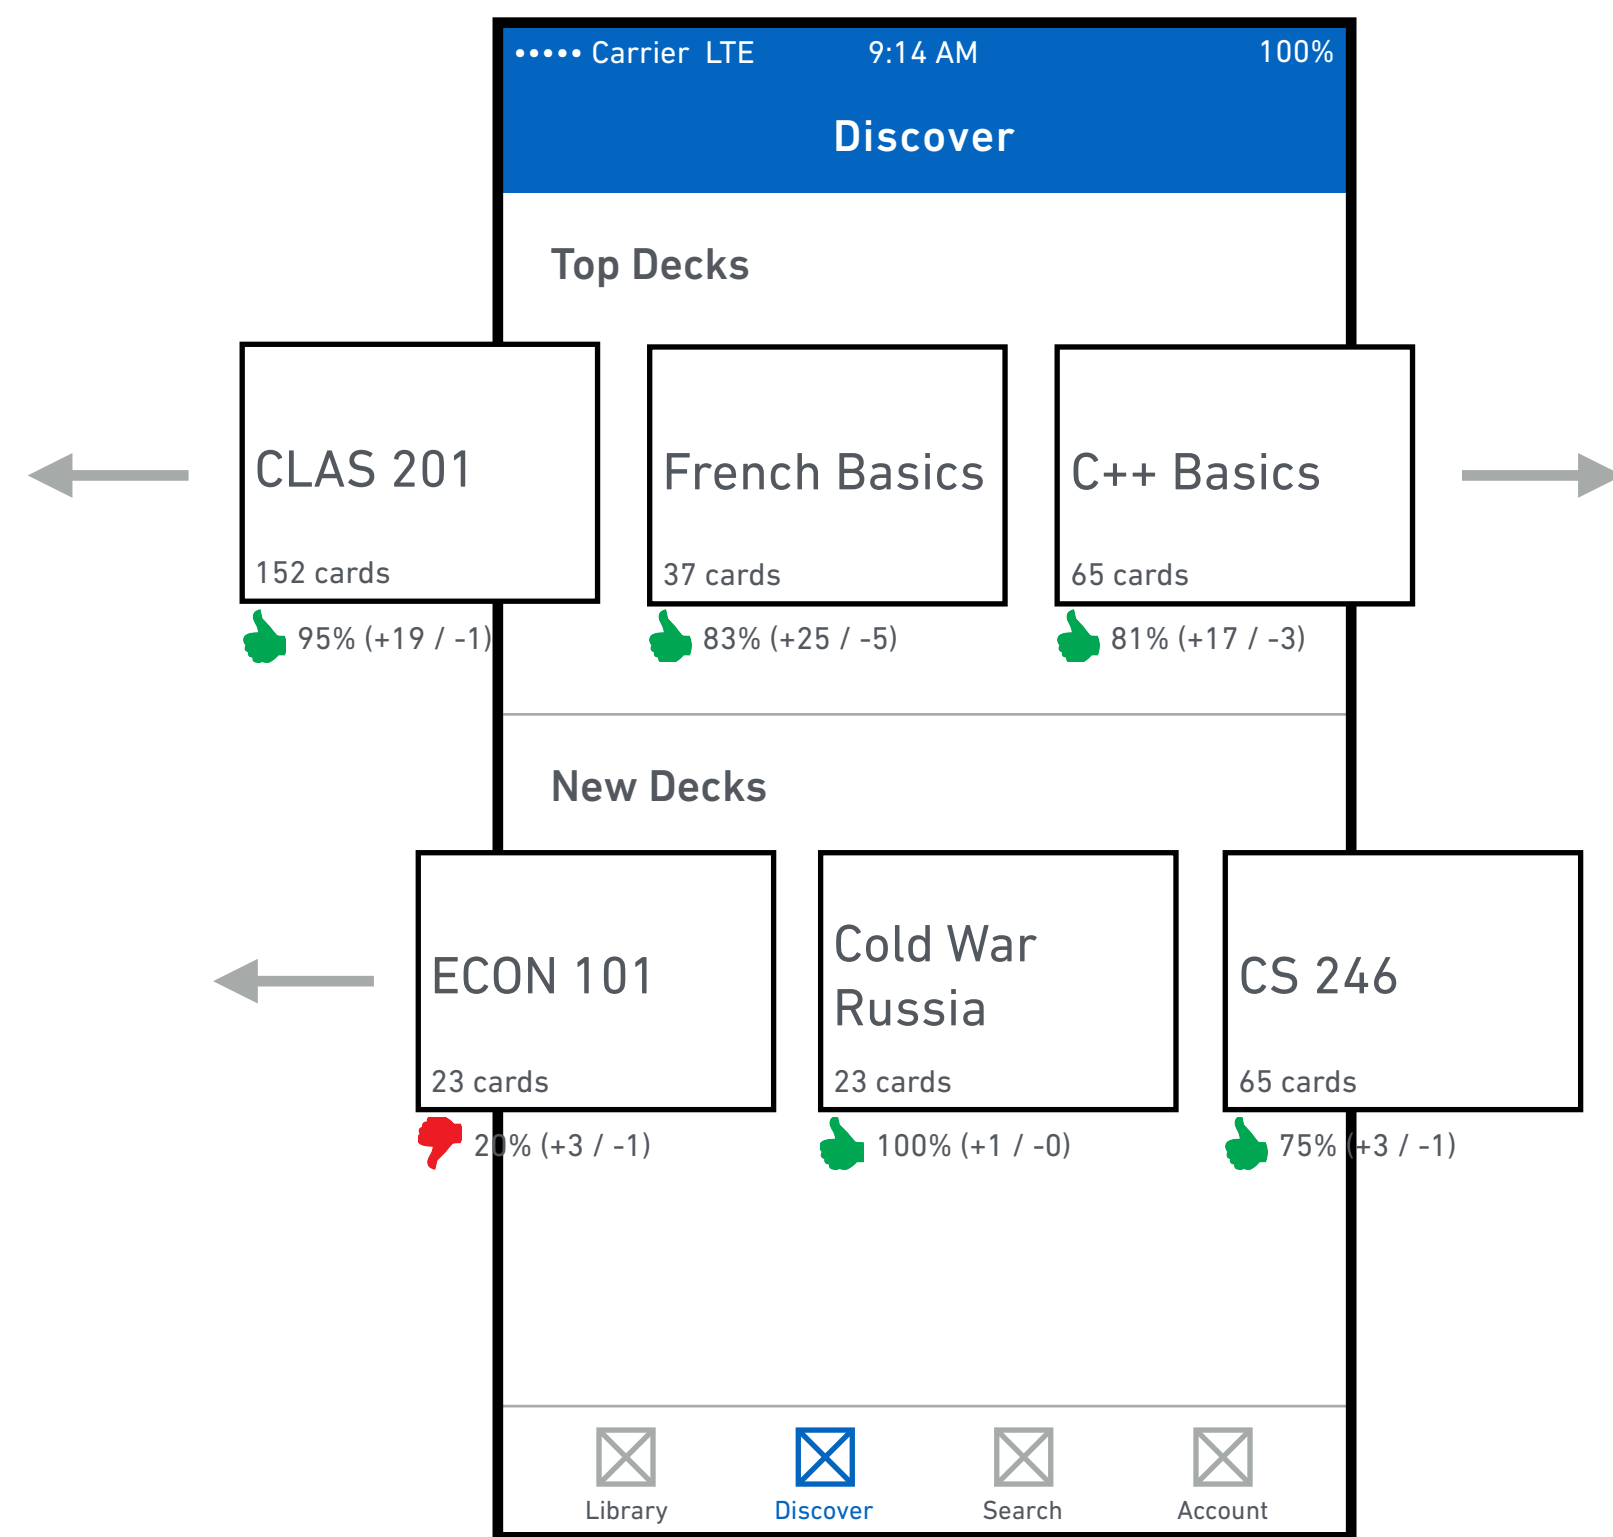 Carrier LTE 9:14 AM 100%
Discover
Top Decks
CLAS 201
152 cards
95% (+19 / -1)
French Basics
37 cards
83% (+25 / -5)
C++ Basics
65 cards
81% (+17 / -3)
New Decks
ECON 101
23 cards
20% (+3 / -1)
Cold War
Russia
23 cards
100% (+1 / -0)
CS 246
65 cards
75% (+3 / -1)
Library Discover Search Account